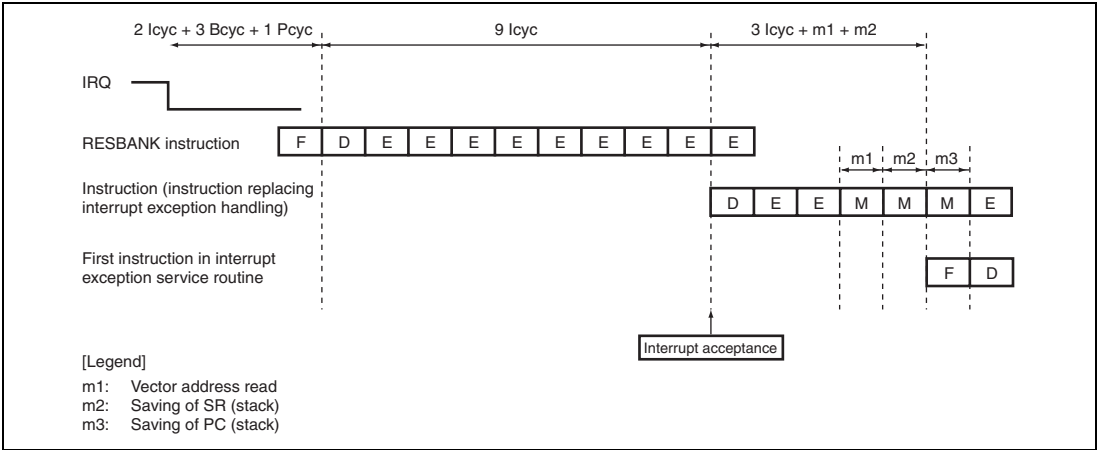 2 Icyc + 3 Bcyc + 1 Pcyc 9 Icyc 3 Icyc + m1 + m2
IRQ
RESBANK instruction F D E E E E E E E E E
m1 m2 m3
Instruction (instruction replacing
interrupt exception handling) D E E M M M E
First instruction in interrupt
exception service routine F D
Interrupt acceptance
[Legend]
m1: Vector address read
m2: Saving of SR (stack)
m3: Saving of PC (stack)